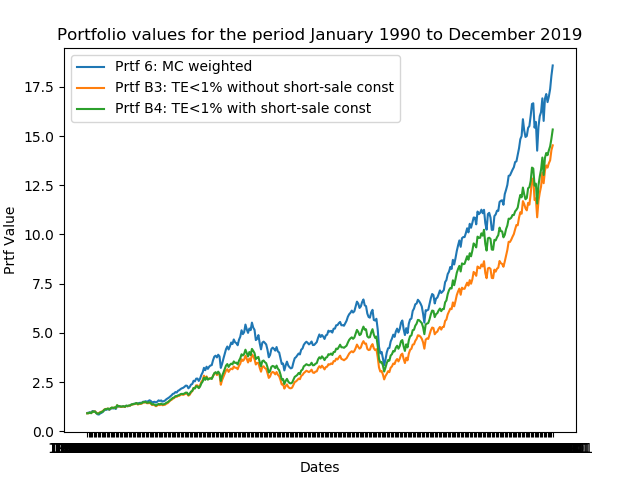 Portfolio values for the period January 1990 to December 2019
Prtf 6: MC weighted
Prtf B3: TE<1% without short-sale const
Prtf B4: TE<1% with short-sale const
Prtf Value
17.5
15.0
12.5
10.0
7.5
5.0
2.5
0.0
Dates